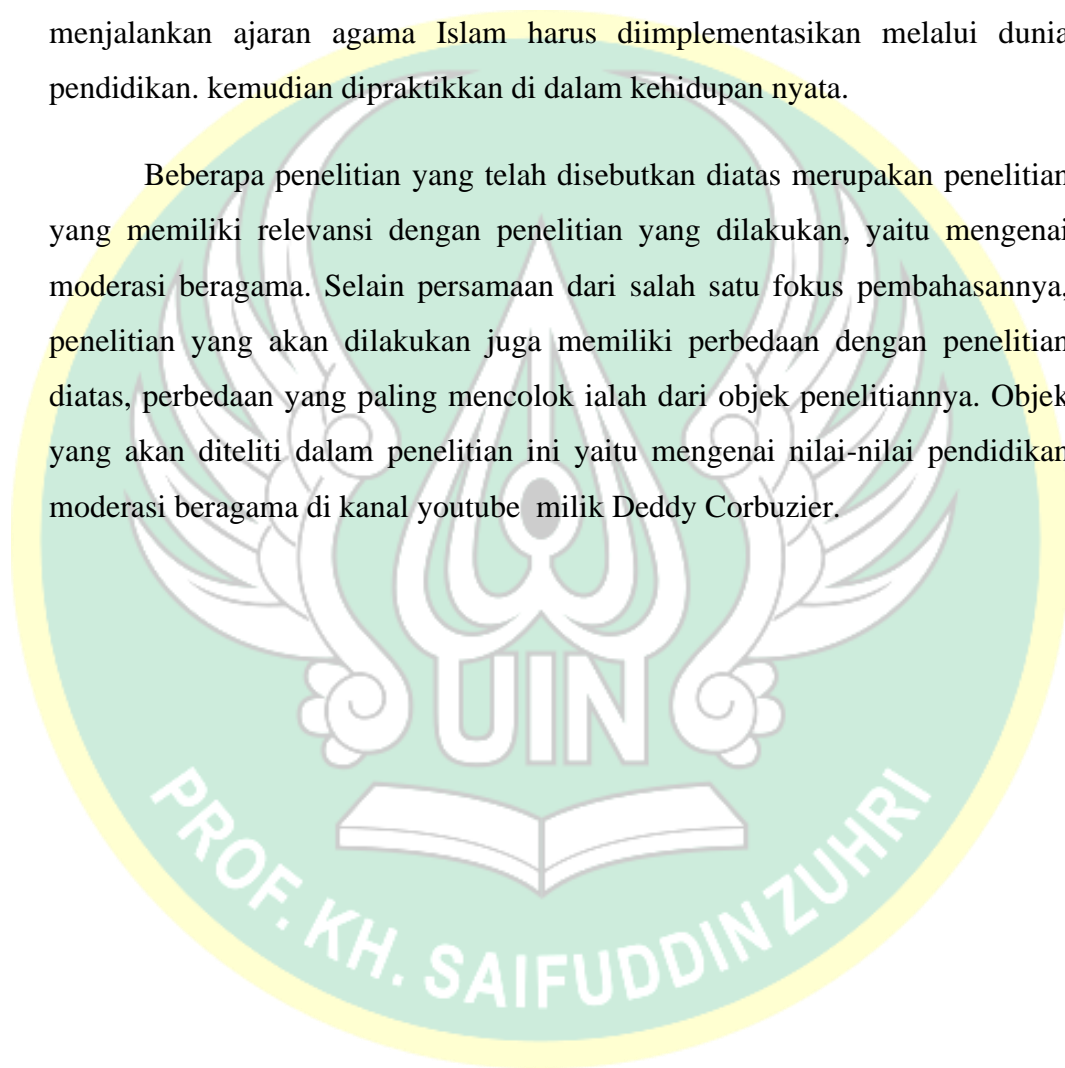 menjalankan ajaran agama Islam harus diimplementasikan melalui dunia
pendidikan. kemudian dipraktikkan di dalam kehidupan nyata.
Beberapa penelitian yang telah disebutkan diatas merupakan penelitian
yang memiliki relevansi dengan penelitian yang dilakukan, yaitu mengenai
moderasi beragama. Selain persamaan dari salah satu fokus pembahasannya,
penelitian yang akan dilakukan juga memiliki perbedaan dengan penelitian
diatas, perbedaan yang paling mencolok ialah dari objek penelitiannya. Objek
yang akan diteliti dalam penelitian ini yaitu mengenai nilai-nilai pendidikan
moderasi beragama di kanal youtube  milik Deddy Corbuzier.
UIN
PROF. KH. SAIFUDDIN ZUHRI